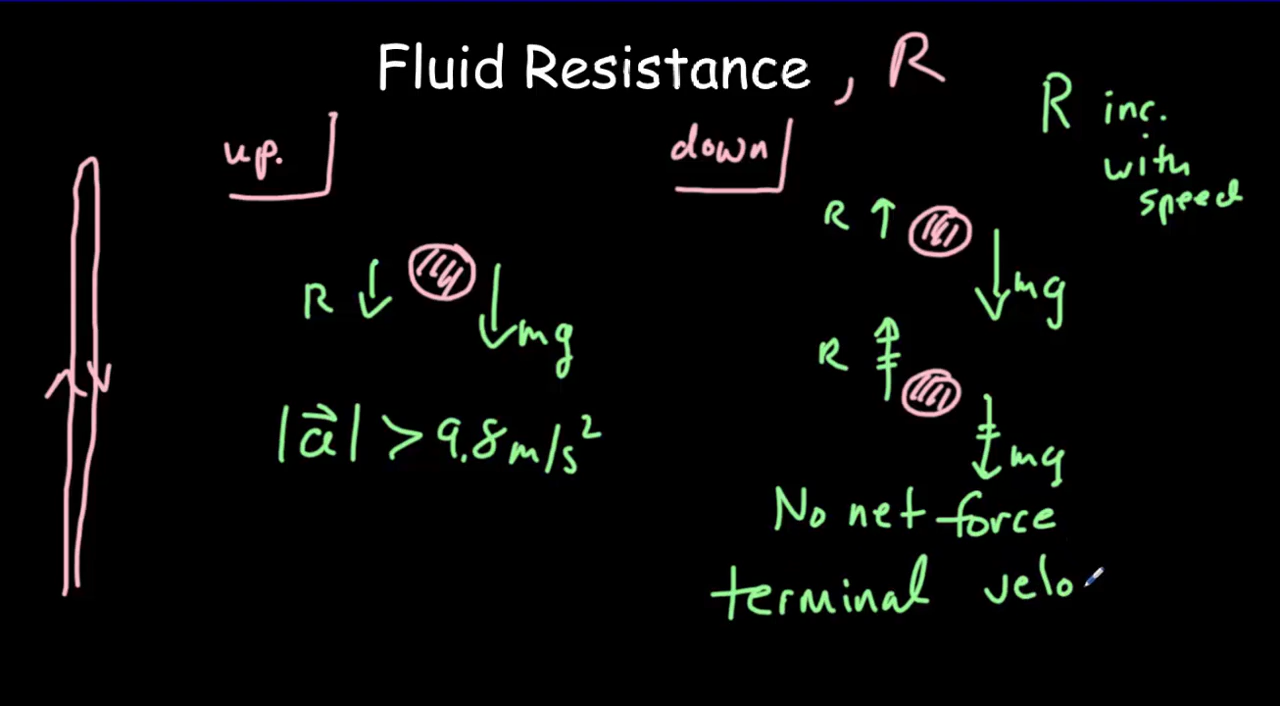 Fluid Resistance , R
R inc.
with
speed
up.
R mg
|a⃗| > 9.8 m/s²
down
R mg
R mg
No net force
terminal velo